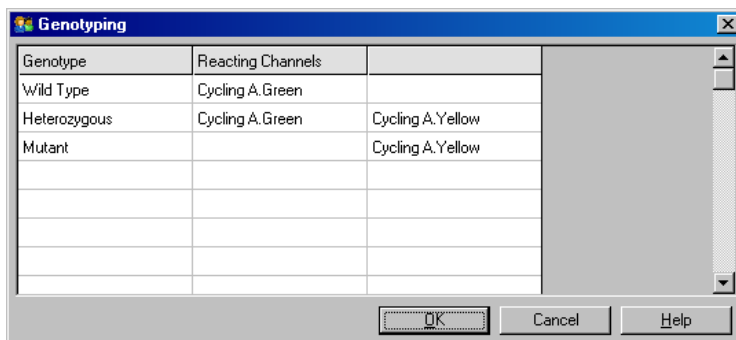 Genotyping
Genotype Reacting Channels
Wild Type Cycling A.Green
Heterozygous Cycling A.Green Cycling A.Yellow
Mutant Cycling A.Yellow
OK Cancel Help